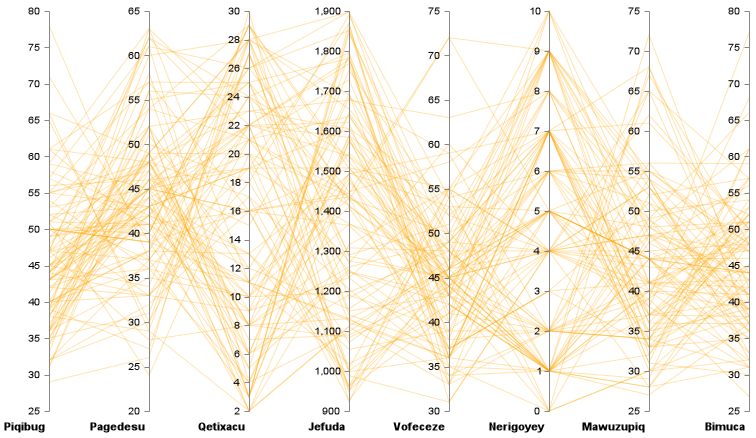 80 65 30 1,900 75 10 75 80
75 60 28 1,800 70 9 70 75
70 55 26 1,700 65 8 65 70
65 50 24 1,600 60 7 60 65
60 45 22 1,500 55 6 55 60
55 40 20 1,400 50 5 50 55
50 35 18 1,300 45 4 45 50
45 30 16 1,200 40 3 40 45
40 25 14 1,100 35 2 35 40
35 20 12 1,000 30 1 30 35
30 10 900 0 25 30
25 8 25
6
4
2
Piqibug Pagedesu Qetixacu Jefuda Vofeceze Nerigoyey Mawuzupiq Bimuca